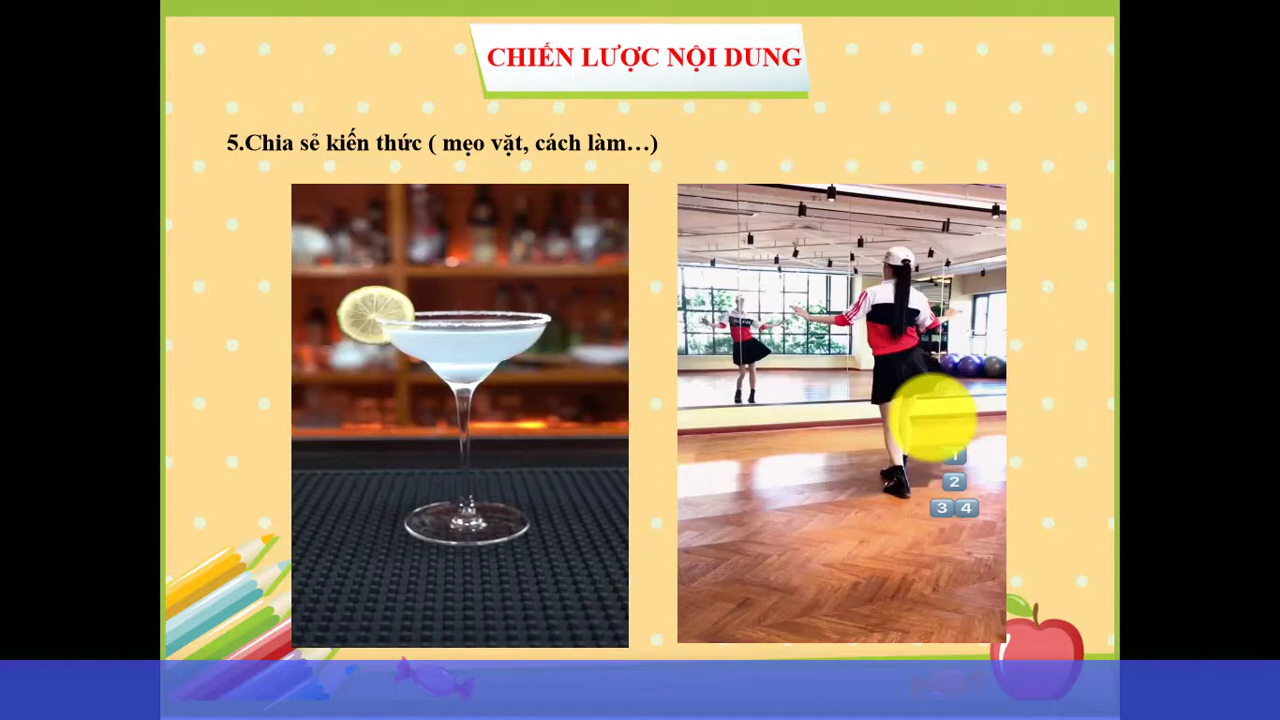 CHIẾN LƯỢC NỘI DUNG
5.Chia sẻ kiến thức ( mẹo vặt, cách làm…)
1
2
3 4